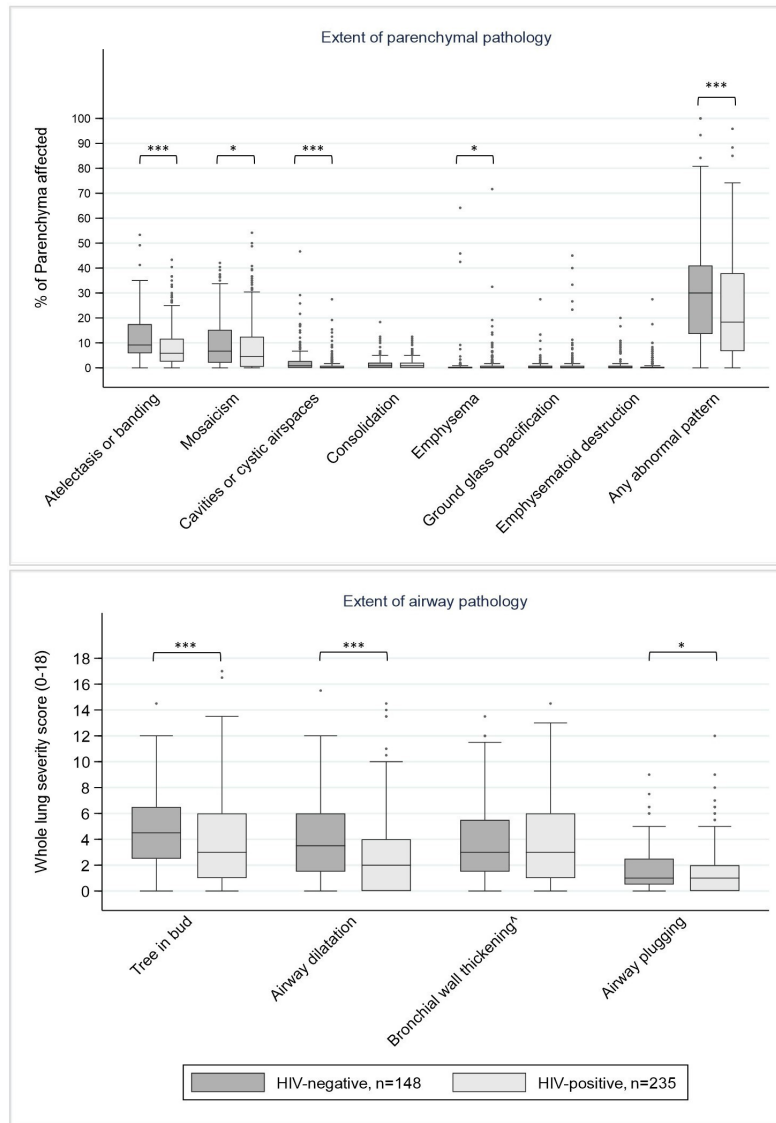 Extent of parenchymal pathology
% of Parenchyma affected
100
90
80
70
60
50
40
30
20
10
0
***
*
***
*
***
Atelectasis or banding
Mosaicism
Cavities or cystic airspaces
Consolidation
Emphysema
Ground glass opacification
Emphysematoid destruction
Any abnormal pattern
Extent of airway pathology
Whole lung severity score (0-18)
18
16
14
12
10
8
6
4
2
0
***
***
*
Tree in bud
Airway dilatation
Bronchial wall thickening^
Airway plugging
HIV-negative, n=148
HIV-positive, n=235